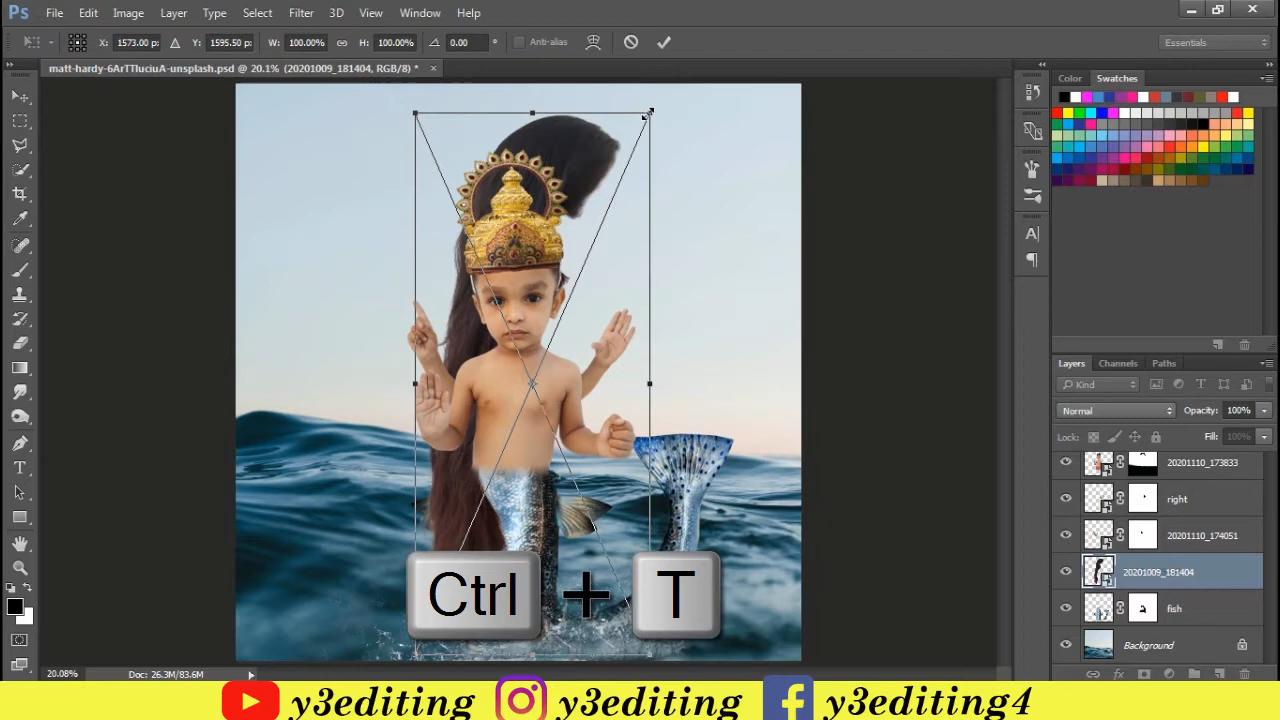 Ps File Edit Image Layer Type Select Filter 3D View Window Help
X: 1573.00 p: Y: 1595.50 p: W: 100.00% H: 100.00% 0.00 ° Anti-alias Essentials
matt-hardy-6ArTTluciuA-unsplash.psd @ 20.1% (20201009_181404, RGB/8) * ×
Color Swatches
Layers Channels Paths
Kind
Normal Opacity: 100%
Lock: Fill: 100%
20201110_173833
right
20201110_174051
20201009_181404
fish
Background
Ctrl + T
20.08% Doc: 26.3M/83.6M
y3editing y3editing y3editing4